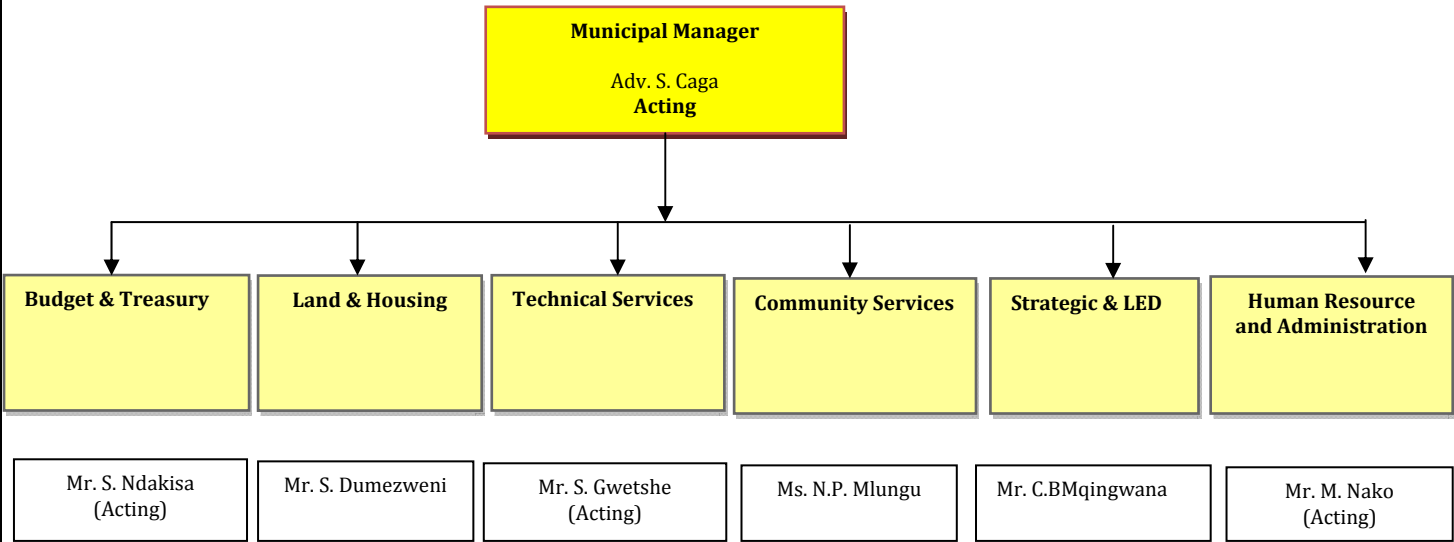 Municipal Manager
Adv. S. Caga
Acting
Budget & Treasury
Land & Housing
Technical Services
Community Services
Strategic & LED
Human Resource
and Administration
Mr. S. Ndakisa
(Acting)
Mr. S. Dumezweni
Mr. S. Gwetshe
(Acting)
Ms. N.P. Mlungu
Mr. C.BMqingwana
Mr. M. Nako
(Acting)